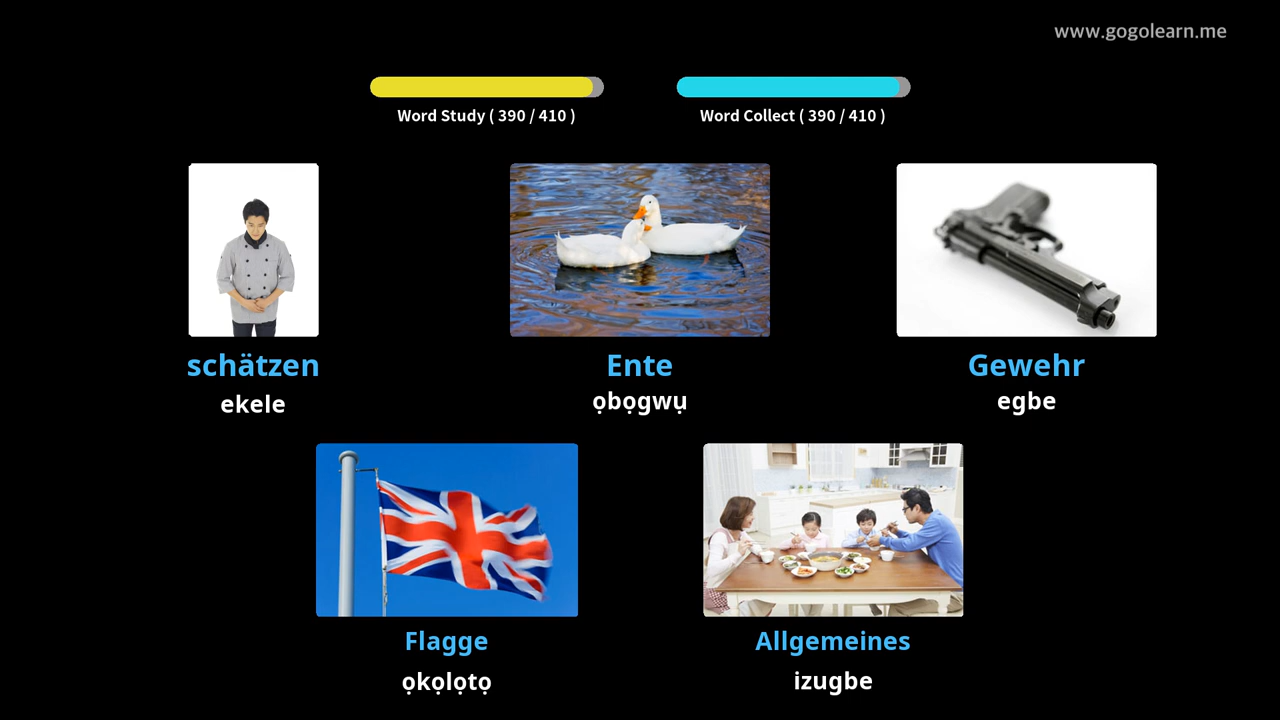 www.gogolearn.me
Word Study ( 390 / 410 )
Word Collect ( 390 / 410 )
schätzen
ekele
Ente
ọbọgwụ
Gewehr
egbe
Flagge
ọkọlọtọ
Allgemeines
izugbe